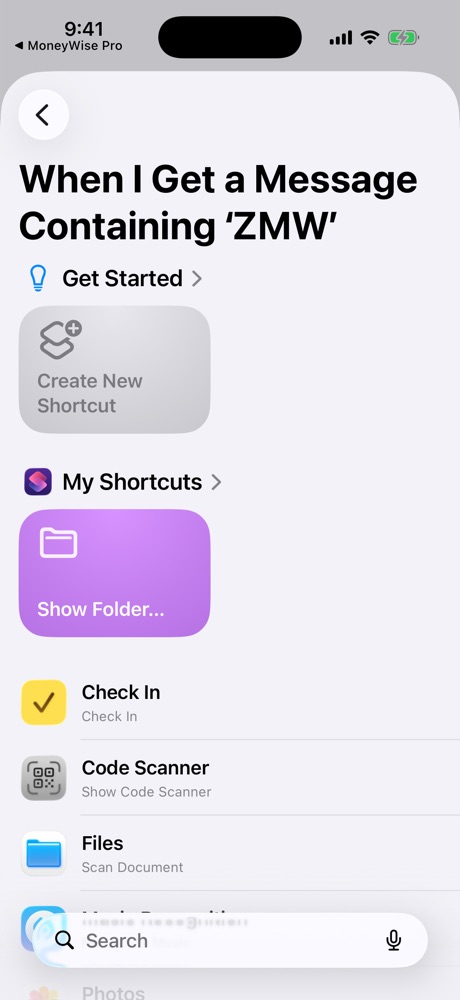 9:41
◀ MoneyWise Pro
When I Get a Message
Containing ‘ZMW’
Get Started
Create New
Shortcut
My Shortcuts
Show Folder...
Check In
Check In
Code Scanner
Show Code Scanner
Files
Scan Document
Search
Photos